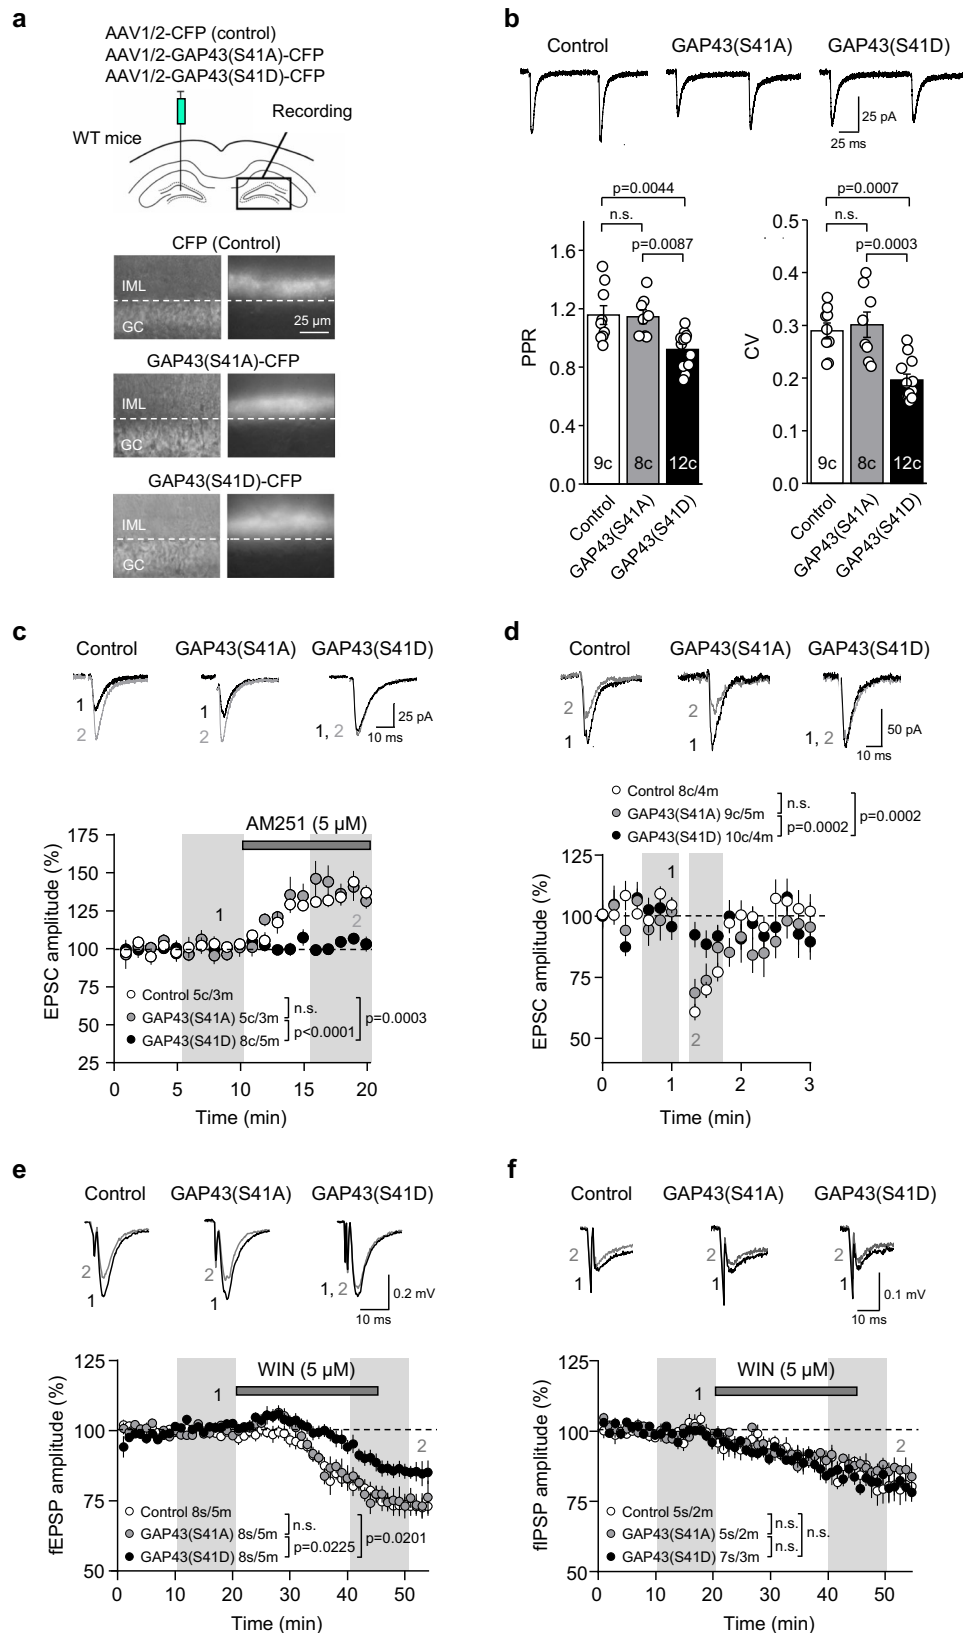 a
AAV1/2-CFP (control)
AAV1/2-GAP43(S41A)-CFP
AAV1/2-GAP43(S41D)-CFP
Recording
WT mice
CFP (Control)
IML
GC
25 µm
GAP43(S41A)-CFP
IML
GC
GAP43(S41D)-CFP
IML
GC
b
Control GAP43(S41A) GAP43(S41D)
25 pA
25 ms
p=0.0044
n.s.
p=0.0087
PPR
1.6
1.2
0.8
0.4
0.0
9c 8c 12c
Control
GAP43(S41A)
GAP43(S41D)
p=0.0007
n.s.
p=0.0003
CV
0.5
0.4
0.3
0.2
0.1
0.0
9c 8c 12c
Control
GAP43(S41A)
GAP43(S41D)
c
Control GAP43(S41A) GAP43(S41D)
1
2
1
2
1, 2
25 pA
10 ms
AM251 (5 µM)
1
2
EPSC amplitude (%)
175
150
125
100
75
50
25
Control 5c/3m
GAP43(S41A) 5c/3m
GAP43(S41D) 8c/5m
n.s.
p<0.0001
p=0.0003
0 5 10 15 20
Time (min)
d
Control GAP43(S41A) GAP43(S41D)
2
1
2
1
1, 2
50 pA
10 ms
Control 8c/4m
GAP43(S41A) 9c/5m
GAP43(S41D) 10c/4m
n.s.
p=0.0002
p=0.0002
1
2
EPSC amplitude (%)
125
100
75
50
0 1 2 3
Time (min)
e
Control GAP43(S41A) GAP43(S41D)
2
1
2
1
1, 2
0.2 mV
10 ms
WIN (5 µM)
1
2
fEPSP amplitude (%)
125
100
75
50
Control 8s/5m
GAP43(S41A) 8s/5m
GAP43(S41D) 8s/5m
n.s.
p=0.0225
p=0.0201
0 10 20 30 40 50
Time (min)
f
Control GAP43(S41A) GAP43(S41D)
2
1
2
1
2
1
0.1 mV
10 ms
WIN (5 µM)
1
2
fIPSP amplitude (%)
125
100
75
50
Control 5s/2m
GAP43(S41A) 5s/2m
GAP43(S41D) 7s/3m
n.s.
n.s.
n.s.
0 10 20 30 40 50
Time (min)